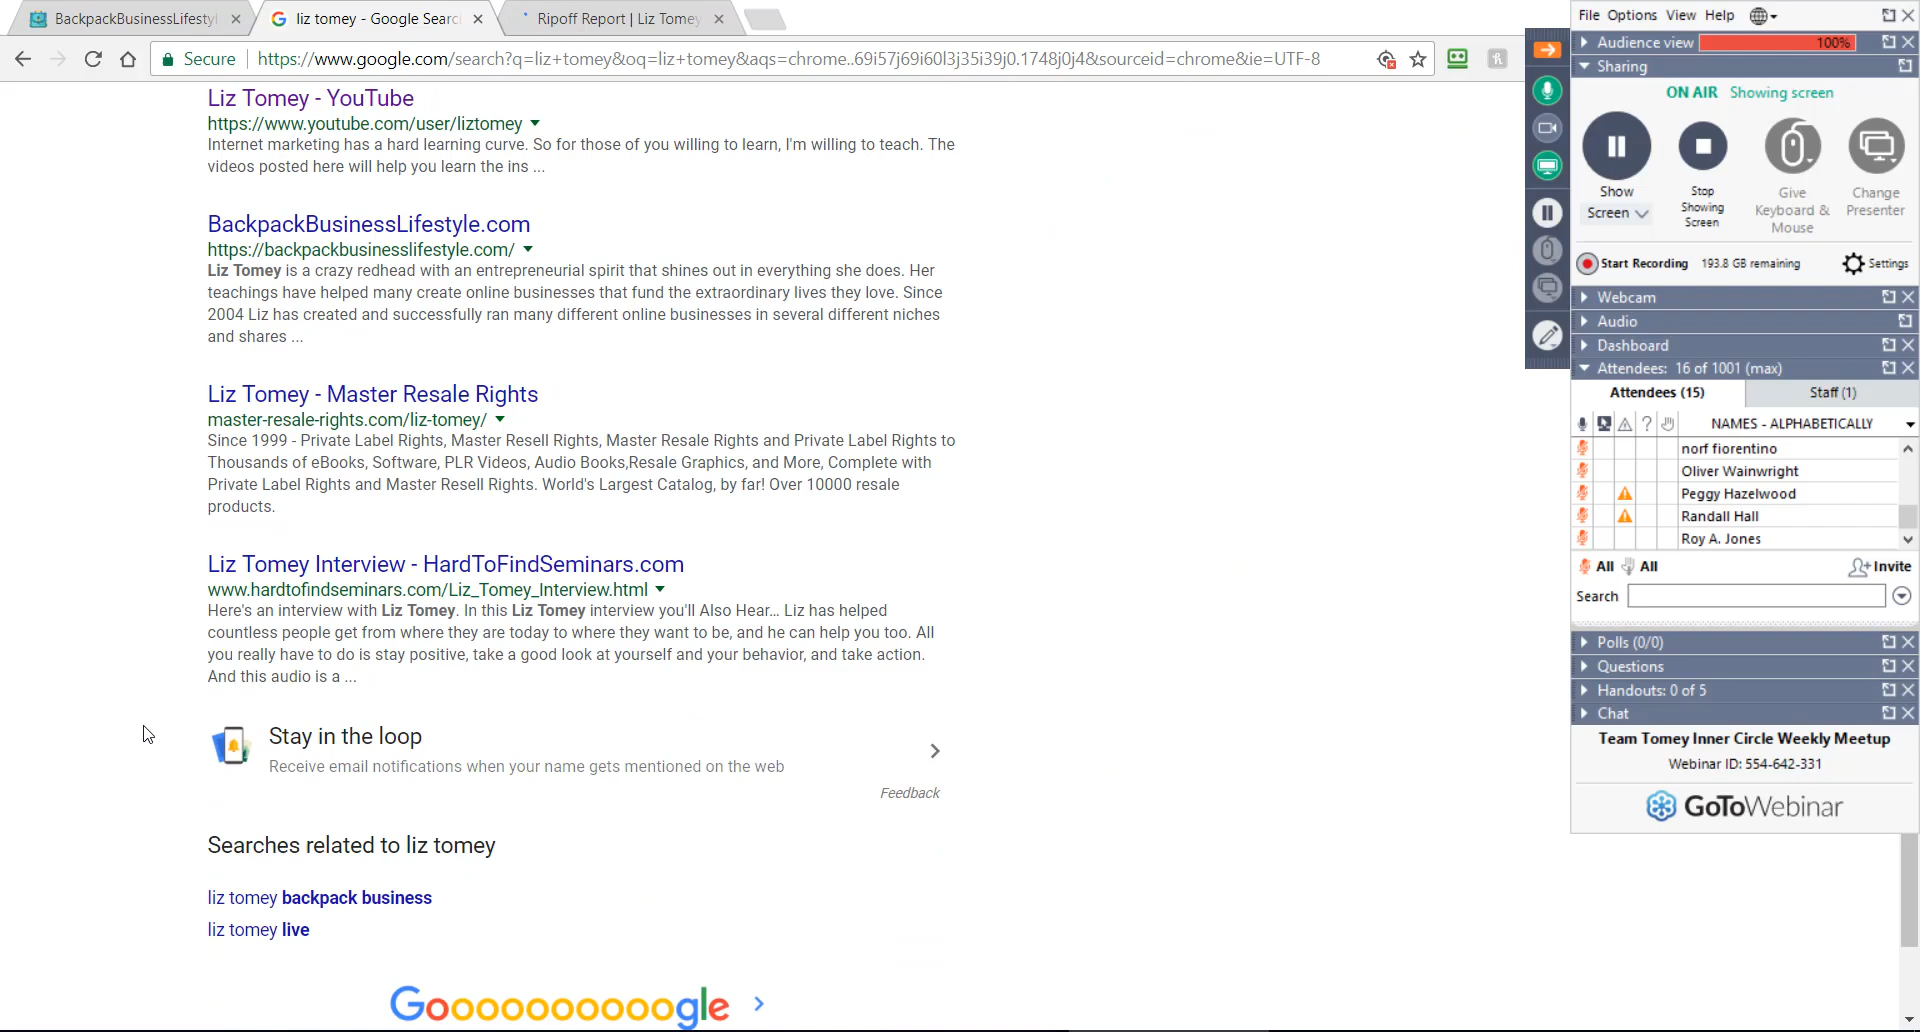 BackpackBusinessLifesty
liz tomey - Google Searc
Ripoff Report | Liz Tomey
Secure
https://www.google.com/search?q=liz+tomey&oq=liz+tomey&aqs=chrome..69i57j69i60l3j35i39j0.1748j0j4&sourceid=chrome&ie=UTF-8
Liz Tomey - YouTube
https://www.youtube.com/user/liztomey
Internet marketing has a hard learning curve. So for those of you willing to learn, I'm willing to teach. The
videos posted here will help you learn the ins ...
BackpackBusinessLifestyle.com
https://backpackbusinesslifestyle.com/
Liz Tomey is a crazy redhead with an entrepreneurial spirit that shines out in everything she does. Her
teachings have helped many create online businesses that fund the extraordinary lives they love. Since
2004 Liz has created and successfully ran many different online businesses in several different niches
and shares ...
Liz Tomey - Master Resale Rights
master-resale-rights.com/liz-tomey/
Since 1999 - Private Label Rights, Master Resell Rights, Master Resale Rights and Private Label Rights to
Thousands of eBooks, Software, PLR Videos, Audio Books,Resale Graphics, and More, Complete with
Private Label Rights and Master Resell Rights. World's Largest Catalog, by far! Over 10000 resale
products.
Liz Tomey Interview - HardToFindSeminars.com
www.hardtofindseminars.com/Liz_Tomey_Interview.html
Here's an interview with Liz Tomey. In this Liz Tomey interview you'll Also Hear... Liz has helped
countless people get from where they are today to where they want to be, and he can help you too. All
you really have to do is stay positive, take a good look at yourself and your behavior, and take action.
And this audio is a ...
Stay in the loop
Receive email notifications when your name gets mentioned on the web
Feedback
Searches related to liz tomey
liz tomey backpack business
liz tomey live
Goooooooooogle
File Options View Help
Audience view 100%
Sharing
ON AIR Showing screen
Show
Screen
Stop
Showing
Screen
Give
Keyboard &
Mouse
Change
Presenter
Start Recording 193.8 GB remaining Settings
Webcam
Audio
Dashboard
Attendees: 16 of 1001 (max)
Attendees (15) Staff (1)
? NAMES - ALPHABETICALLY
norf fiorentino
Oliver Wainwright
Peggy Hazelwood
Randall Hall
Roy A. Jones
All All Invite
Search
Polls (0/0)
Questions
Handouts: 0 of 5
Chat
Team Tomey Inner Circle Weekly Meetup
Webinar ID: 554-642-331
GoToWebinar